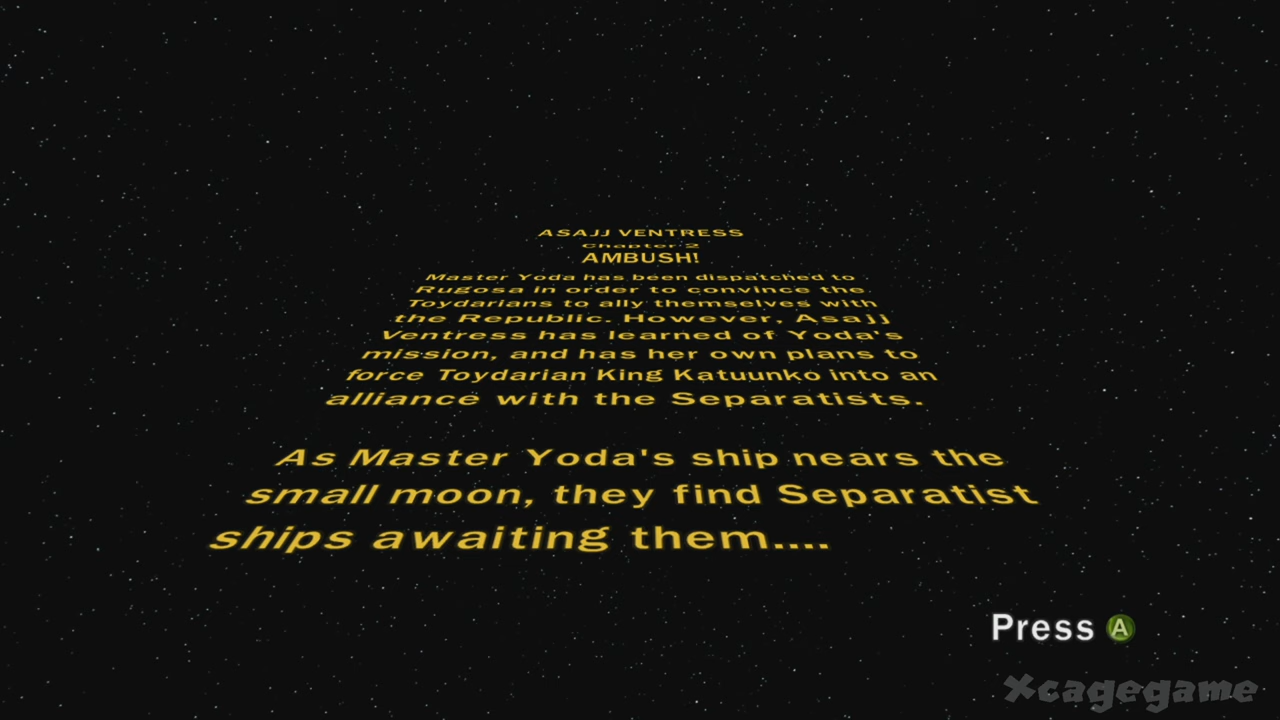 ASAJJ VENTRESS
Chapter 2
AMBUSH!
Master Yoda has been dispatched to
Rugosa in order to convince the
Toydarians to ally themselves with
the Republic. However, Asajj
Ventress has learned of Yoda's
mission, and has her own plans to
force Toydarian King Katuunko into an
alliance with the Separatists.
As Master Yoda's ship nears the
small moon, they find Separatist
ships awaiting them....
Press A
Xcagegame